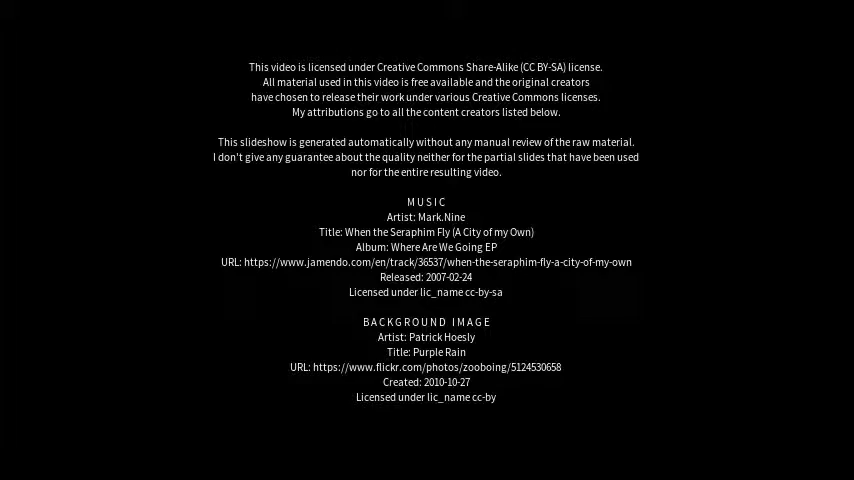 This video is licensed under Creative Commons Share-Alike (CC BY-SA) license.
All material used in this video is free available and the original creators
have chosen to release their work under various Creative Commons licenses.
My attributions go to all the content creators listed below.
This slideshow is generated automatically without any manual review of the raw material.
I don't give any guarantee about the quality neither for the partial slides that have been used
nor for the entire resulting video.
MUSIC
Artist: Mark.Nine
Title: When the Seraphim Fly (A City of my Own)
Album: Where Are We Going EP
URL: https://www.jamendo.com/en/track/36537/when-the-seraphim-fly-a-city-of-my-own
Released: 2007-02-24
Licensed under lic_name cc-by-sa
BACKGROUND IMAGE
Artist: Patrick Hoesly
Title: Purple Rain
URL: https://www.flickr.com/photos/zooboing/5124530658
Created: 2010-10-27
Licensed under lic_name cc-by